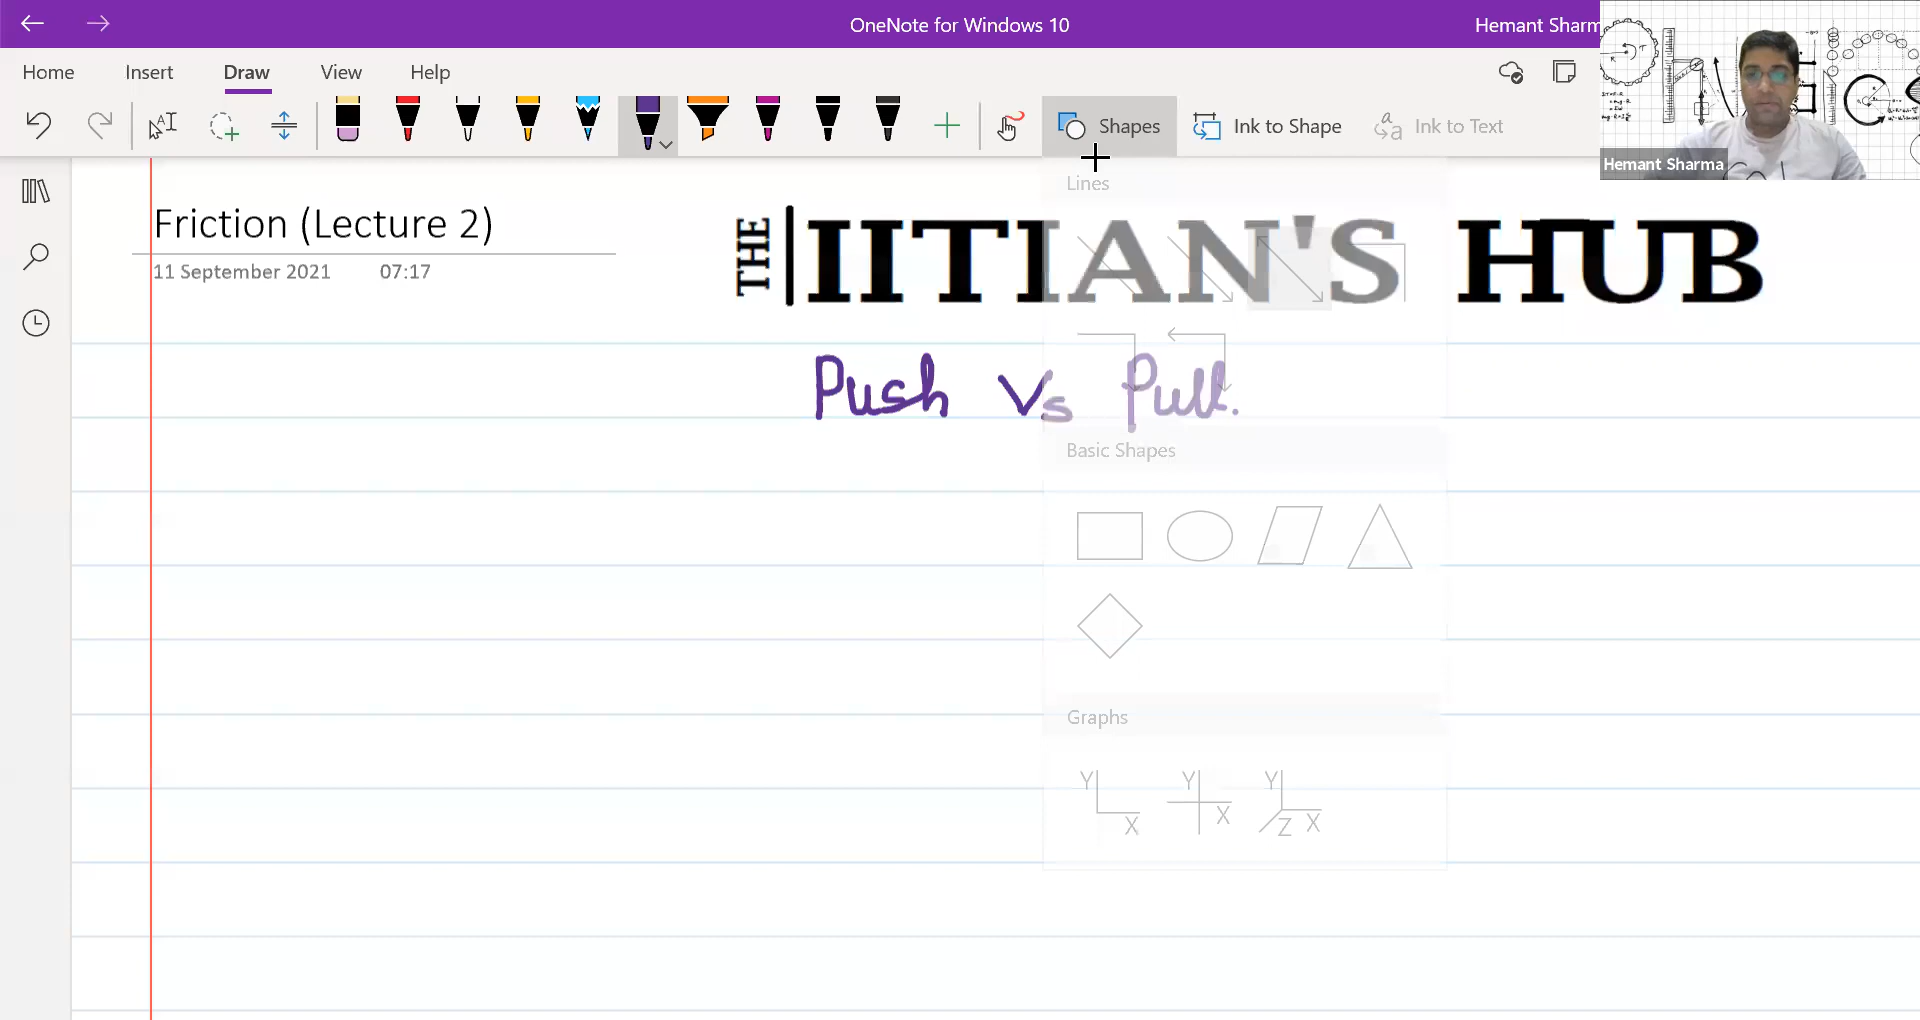 OneNote for Windows 10
Hemant Sharm
Home Insert Draw View Help
Shapes Ink to Shape Ink to Text
Hemant Sharma
Lines
Friction (Lecture 2)
11 September 2021 07:17
THE IITIAN'S HUB
Push Vs Pull.
Basic Shapes
Graphs
Y X Y X Y Z X